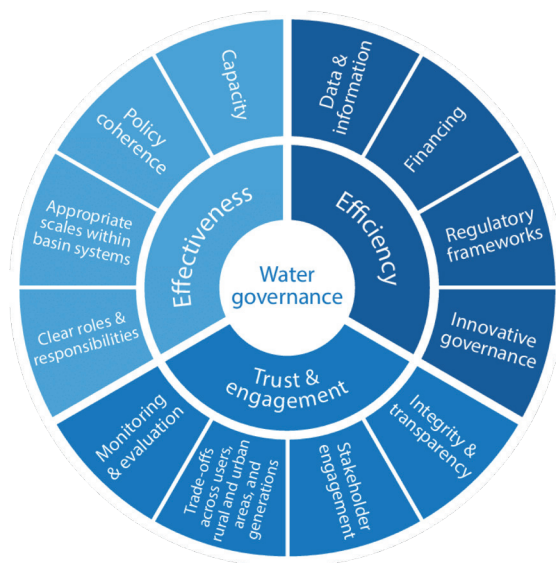 Water
governance
Effectiveness
Efficiency
Trust &
engagement
Capacity
Policy
coherence
Appropriate
scales within
basin systems
Clear roles &
responsibilities
Data &
information
Financing
Regulatory
frameworks
Innovative
governance
Integrity &
transparency
Stakeholder
engagement
Trade-offs
across users,
rural and urban
areas, and
generations
Monitoring
& evaluation